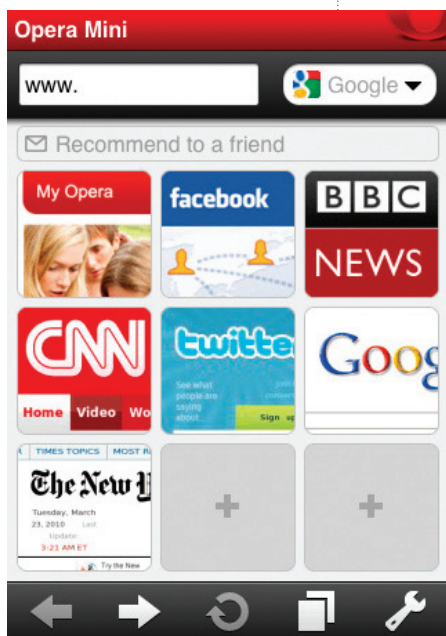 Opera Mini
www.
Google
Recommend to a friend
My Opera
facebook
BBC
NEWS
CNN
Home Video Wo
twitte
See what
people are
saying
about...
Sign up
Goog
TIMES TOPICS MOST R
The New Y
Tuesday, March
23, 2010 Last
Update:
3:21 AM ET
Try the New